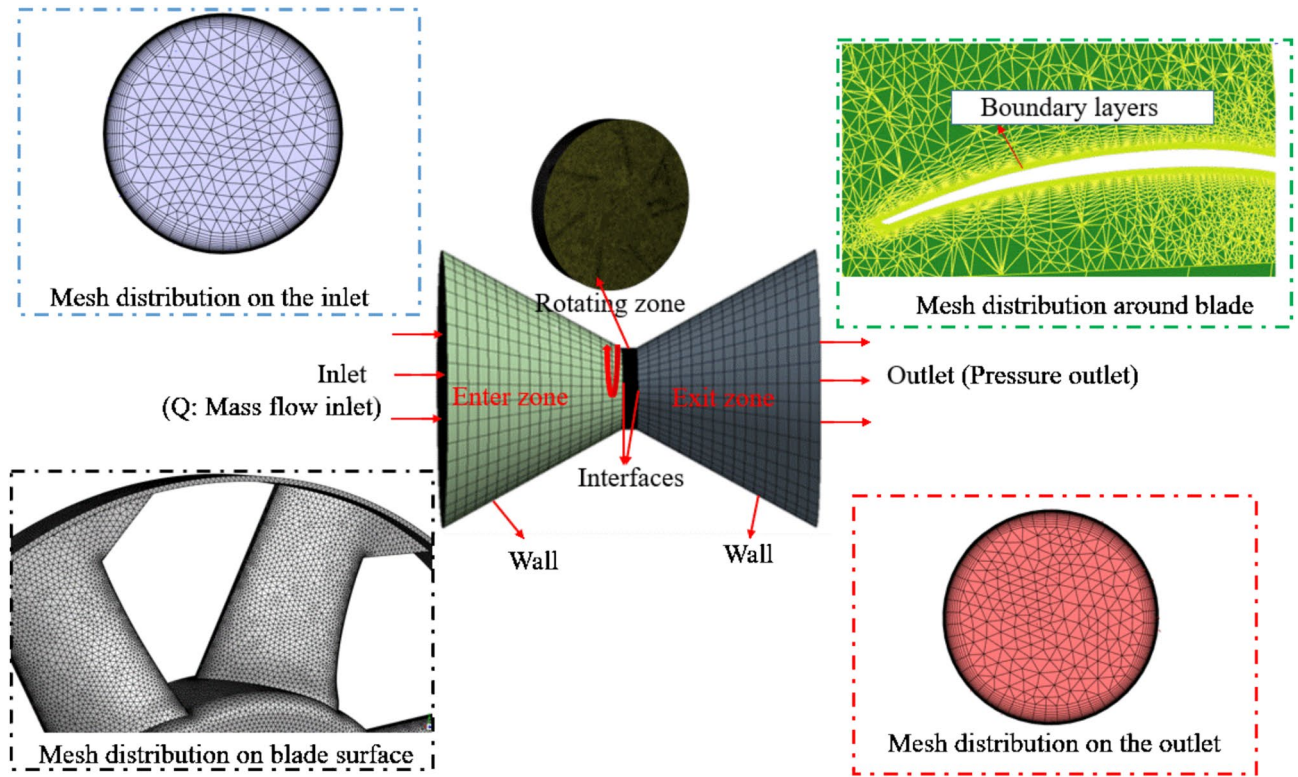 Boundary layers
Mesh distribution on the inlet
Rotating zone
Mesh distribution around blade
Inlet
(Q: Mass flow inlet)
Enter zone
Exit zone
Outlet (Pressure outlet)
Interfaces
Wall
Wall
Mesh distribution on blade surface
Mesh distribution on the outlet